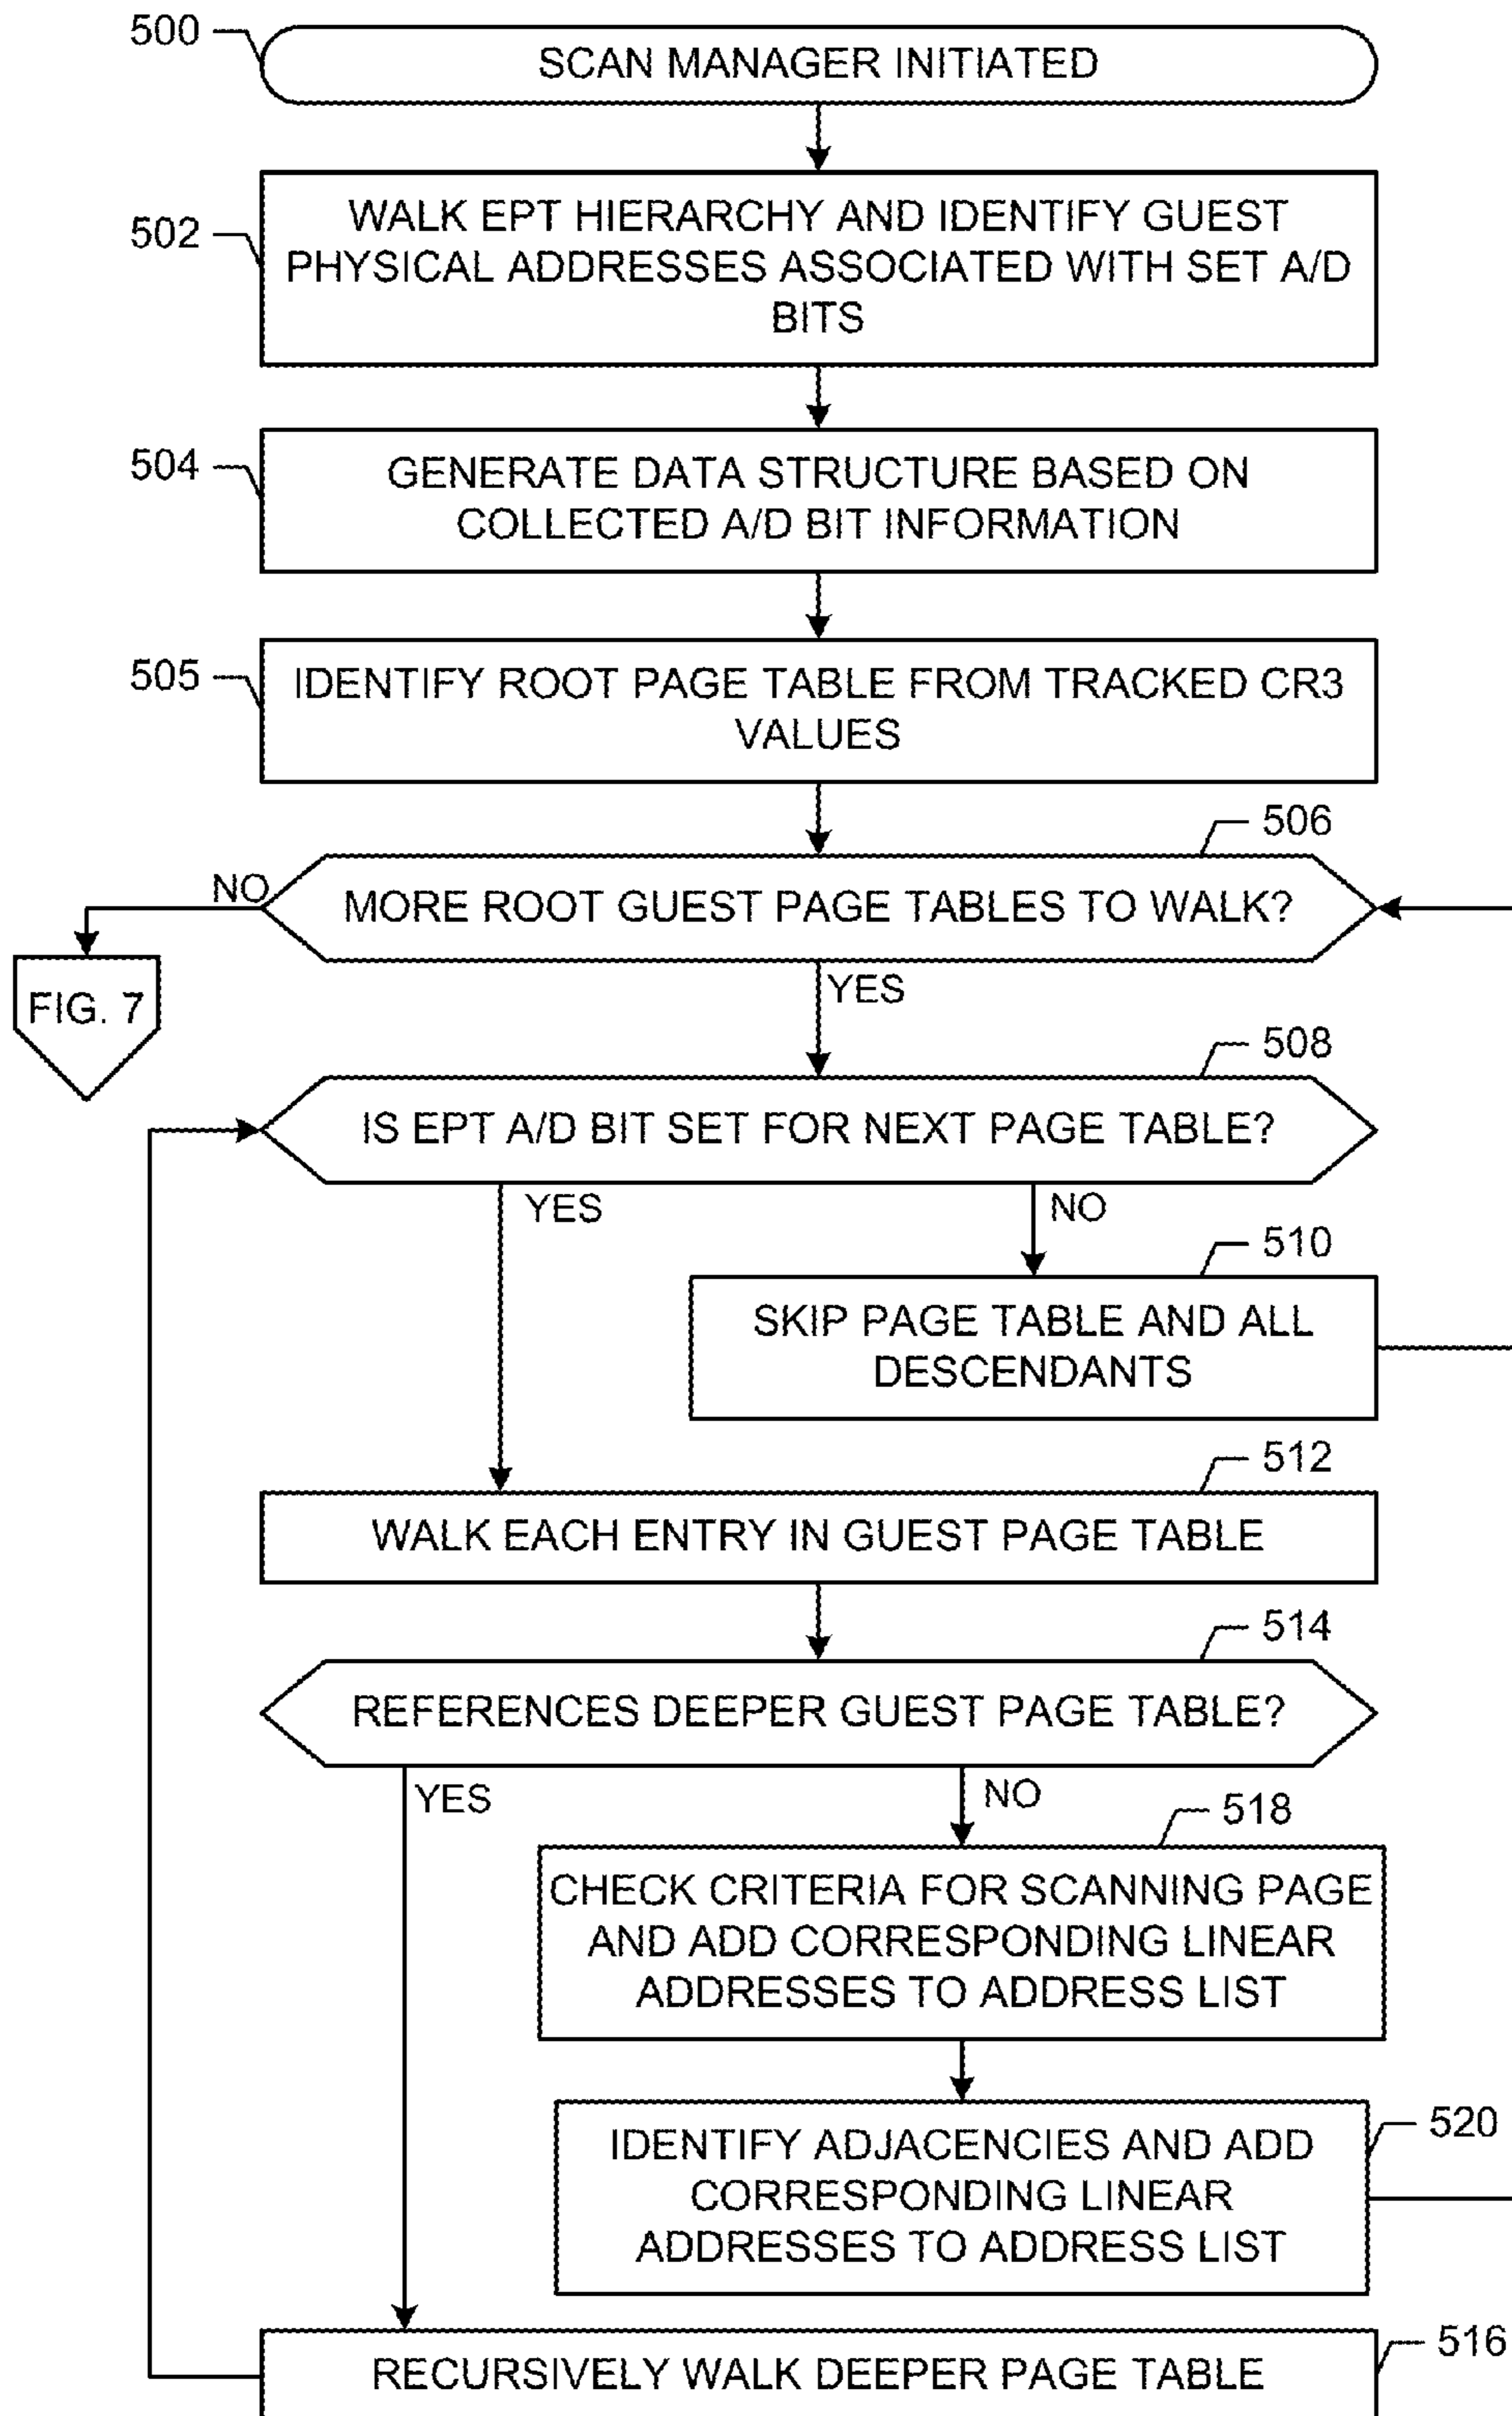 500
SCAN MANAGER INITIATED
502
WALK EPT HIERARCHY AND IDENTIFY GUEST
PHYSICAL ADDRESSES ASSOCIATED WITH SET A/D
BITS
504
GENERATE DATA STRUCTURE BASED ON
COLLECTED A/D BIT INFORMATION
505
IDENTIFY ROOT PAGE TABLE FROM TRACKED CR3
VALUES
506
NO
MORE ROOT GUEST PAGE TABLES TO WALK?
FIG. 7
YES
508
IS EPT A/D BIT SET FOR NEXT PAGE TABLE?
YES
NO
510
SKIP PAGE TABLE AND ALL
DESCENDANTS
512
WALK EACH ENTRY IN GUEST PAGE TABLE
514
REFERENCES DEEPER GUEST PAGE TABLE?
YES
NO
518
CHECK CRITERIA FOR SCANNING PAGE
AND ADD CORRESPONDING LINEAR
ADDRESSES TO ADDRESS LIST
520
IDENTIFY ADJACENCIES AND ADD
CORRESPONDING LINEAR
ADDRESSES TO ADDRESS LIST
516
RECURSIVELY WALK DEEPER PAGE TABLE